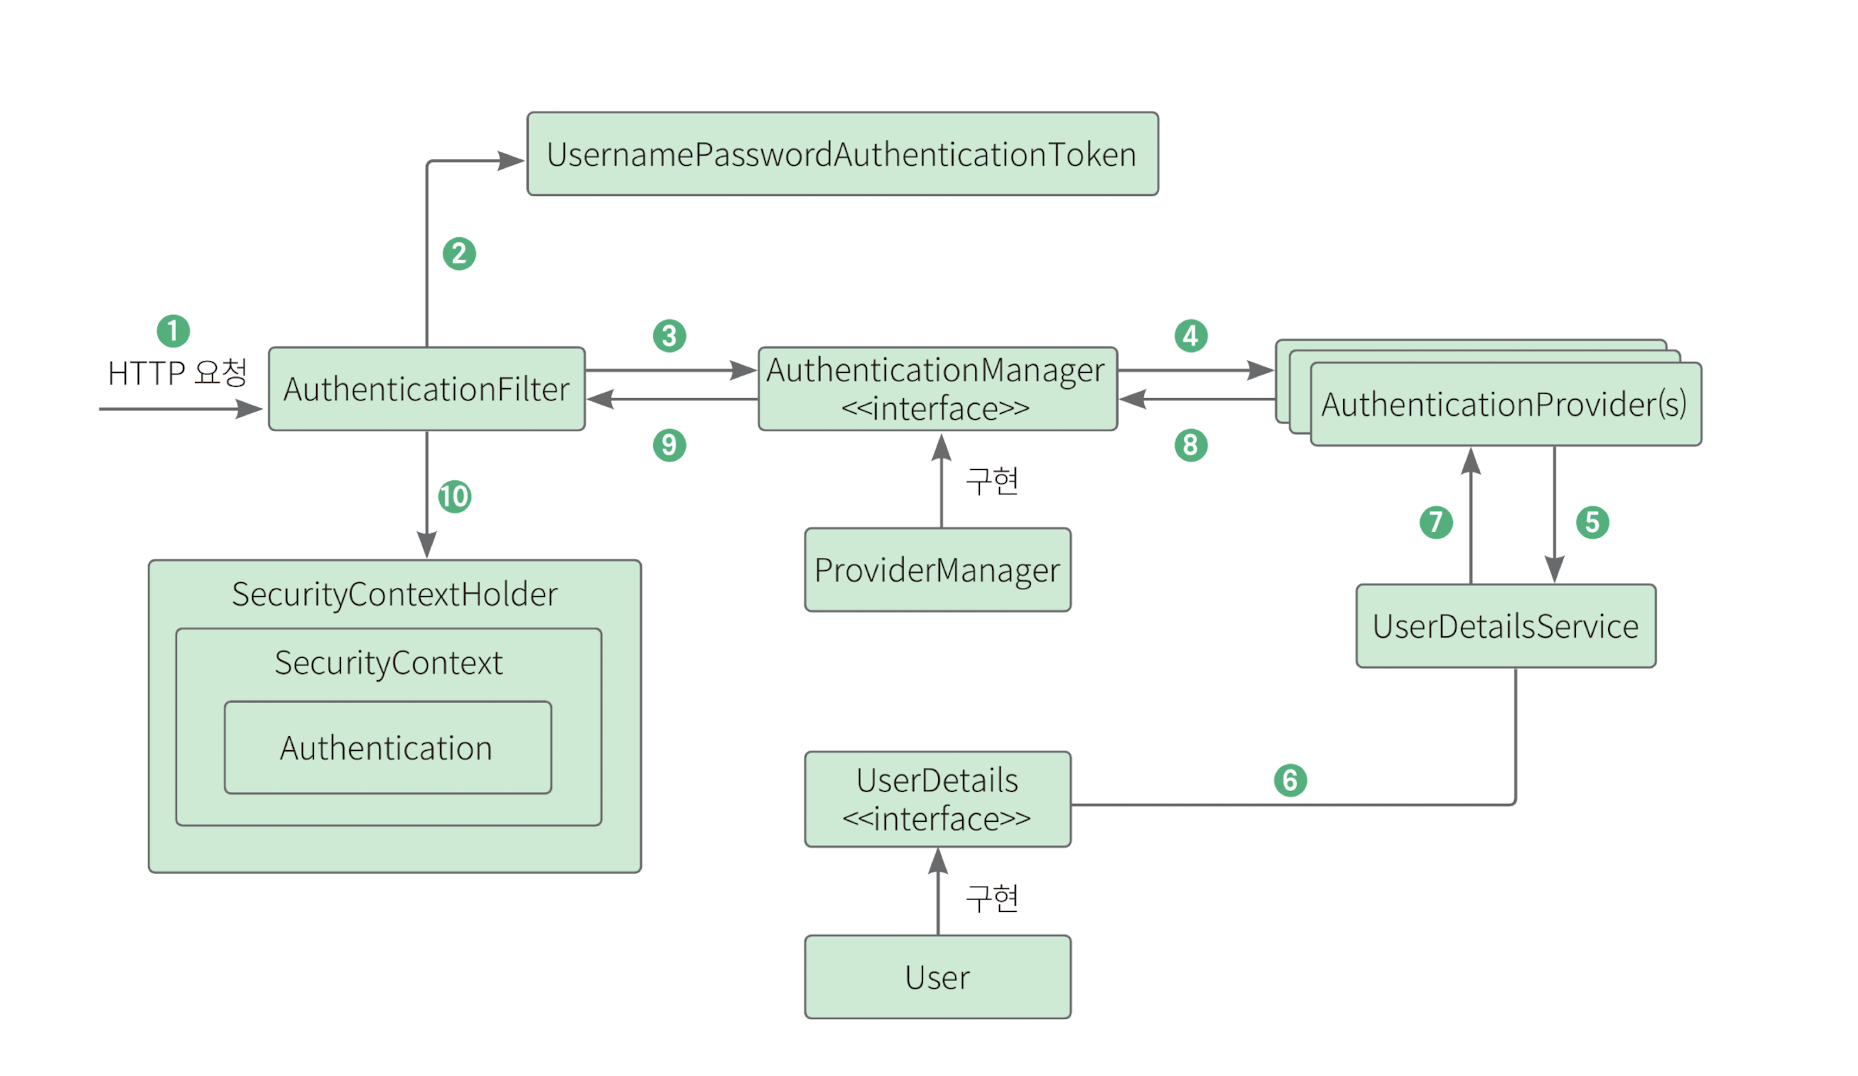 UsernamePasswordAuthenticationToken
2
1
HTTP 요청
AuthenticationFilter
3
9
AuthenticationManager
<<interface>>
4
8
AuthenticationProvider(s)
구현
ProviderManager
7
5
UserDetailsService
10
SecurityContextHolder
SecurityContext
Authentication
6
UserDetails
<<interface>>
구현
User